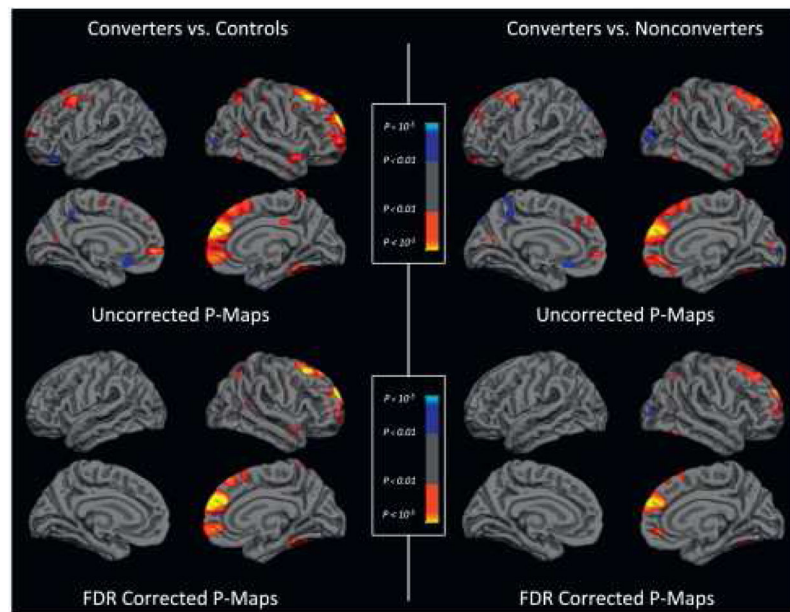 Converters vs. Controls
Converters vs. Nonconverters
P < 10⁻⁵
P < 0.01
P < 0.01
P < 10⁻⁵
Uncorrected P-Maps
Uncorrected P-Maps
P < 10⁻⁵
P < 0.01
P < 0.01
P < 10⁻⁵
FDR Corrected P-Maps
FDR Corrected P-Maps